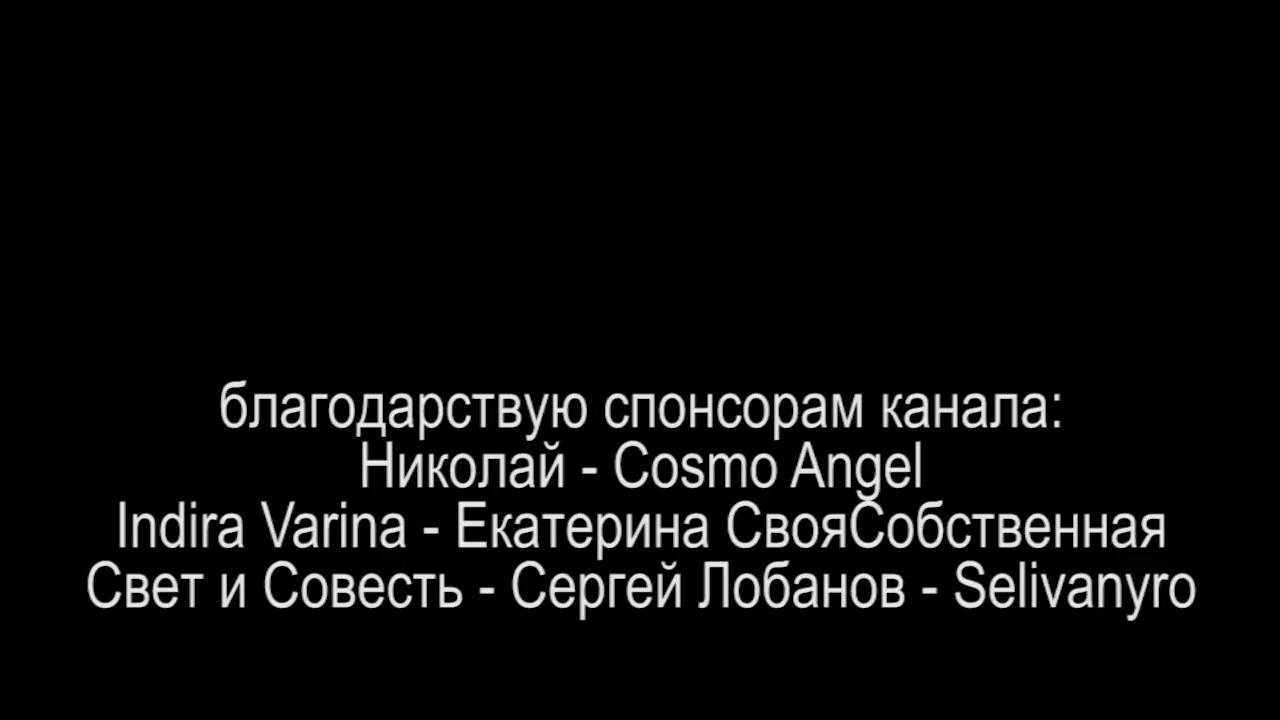 благодарствую спонсорам канала:
Николай - Cosmo Angel
Indira Varina - Екатерина СвояСобственная
Свет и Совесть - Сергей Лобанов - Selivanyro